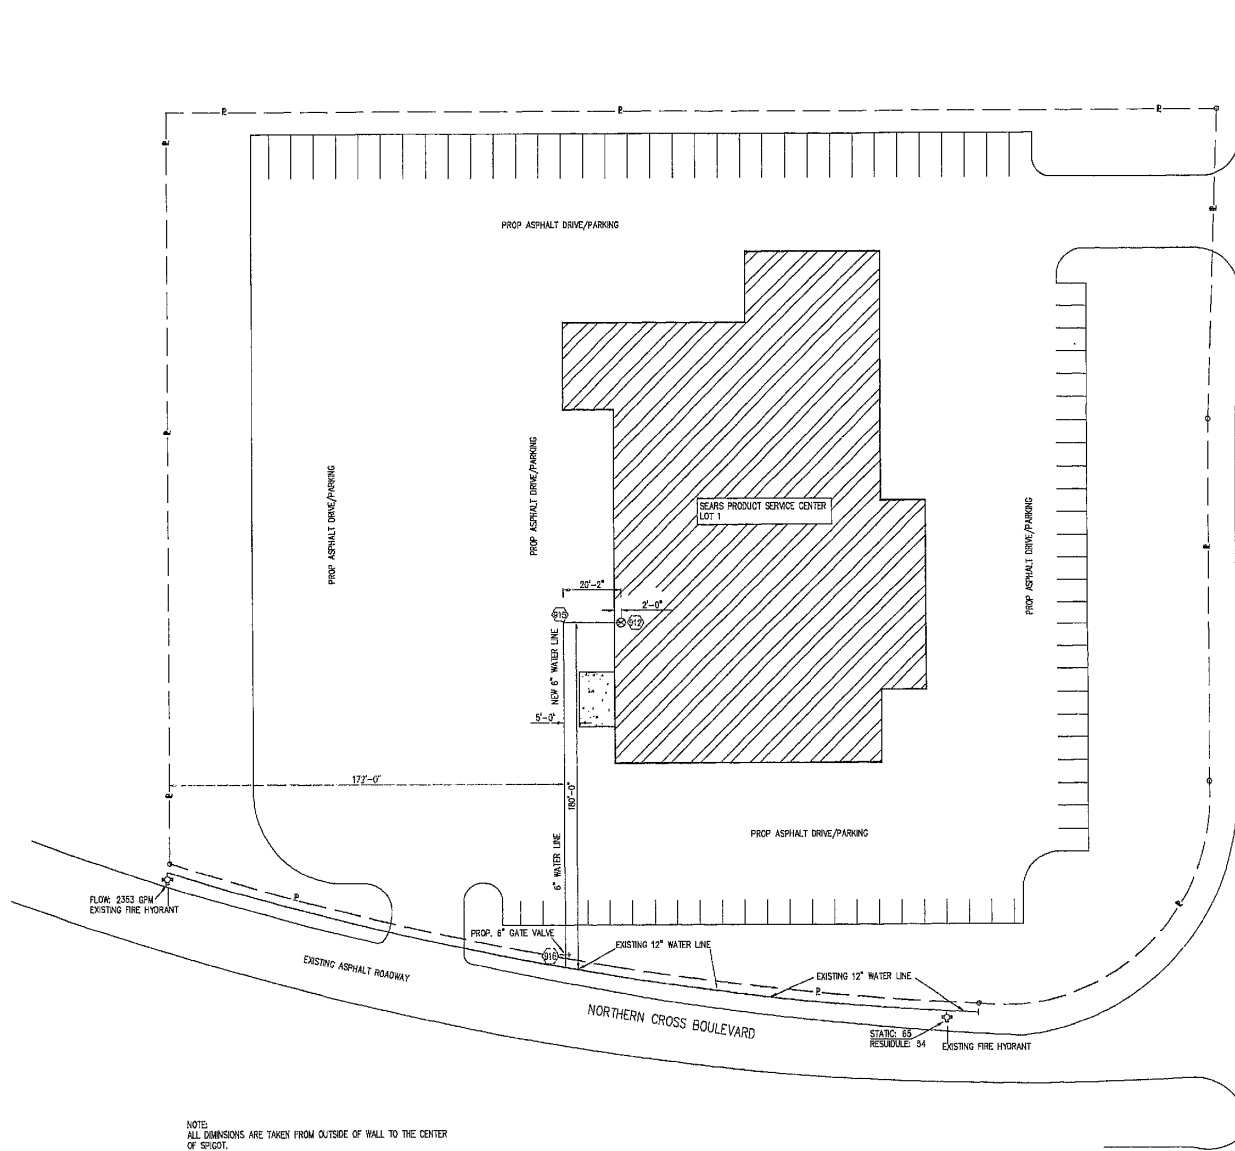 PROP ASPHALT DRIVE/PARKING
PROP ASPHALT DRIVE/PARKING
PROP ASPHALT DRIVE/PARKING
PROP ASPHALT DRIVE/PARKING
SEARS PRODUCT SERVICE CENTER
LOT 1
20'-2"
2'-0"
915
912
NEW 6" WATER LINE
5'-0"
180'-0"
6" WATER LINE
PROP ASPHALT DRIVE/PARKING
FLOW: 2353 GPM
EXISTING FIRE HYDRANT
PROP. 6" GATE VALVE
916
EXISTING 12" WATER LINE
EXISTING ASPHALT ROADWAY
EXISTING 12" WATER LINE
NORTHERN CROSS BOULEVARD
STATIC: 65
RESUIDULE: 54
EXISTING FIRE HYDRANT
NOTE:
ALL DIMINSIONS ARE TAKEN FROM OUTSIDE OF WALL TO THE CENTER
OF SPIGOT.